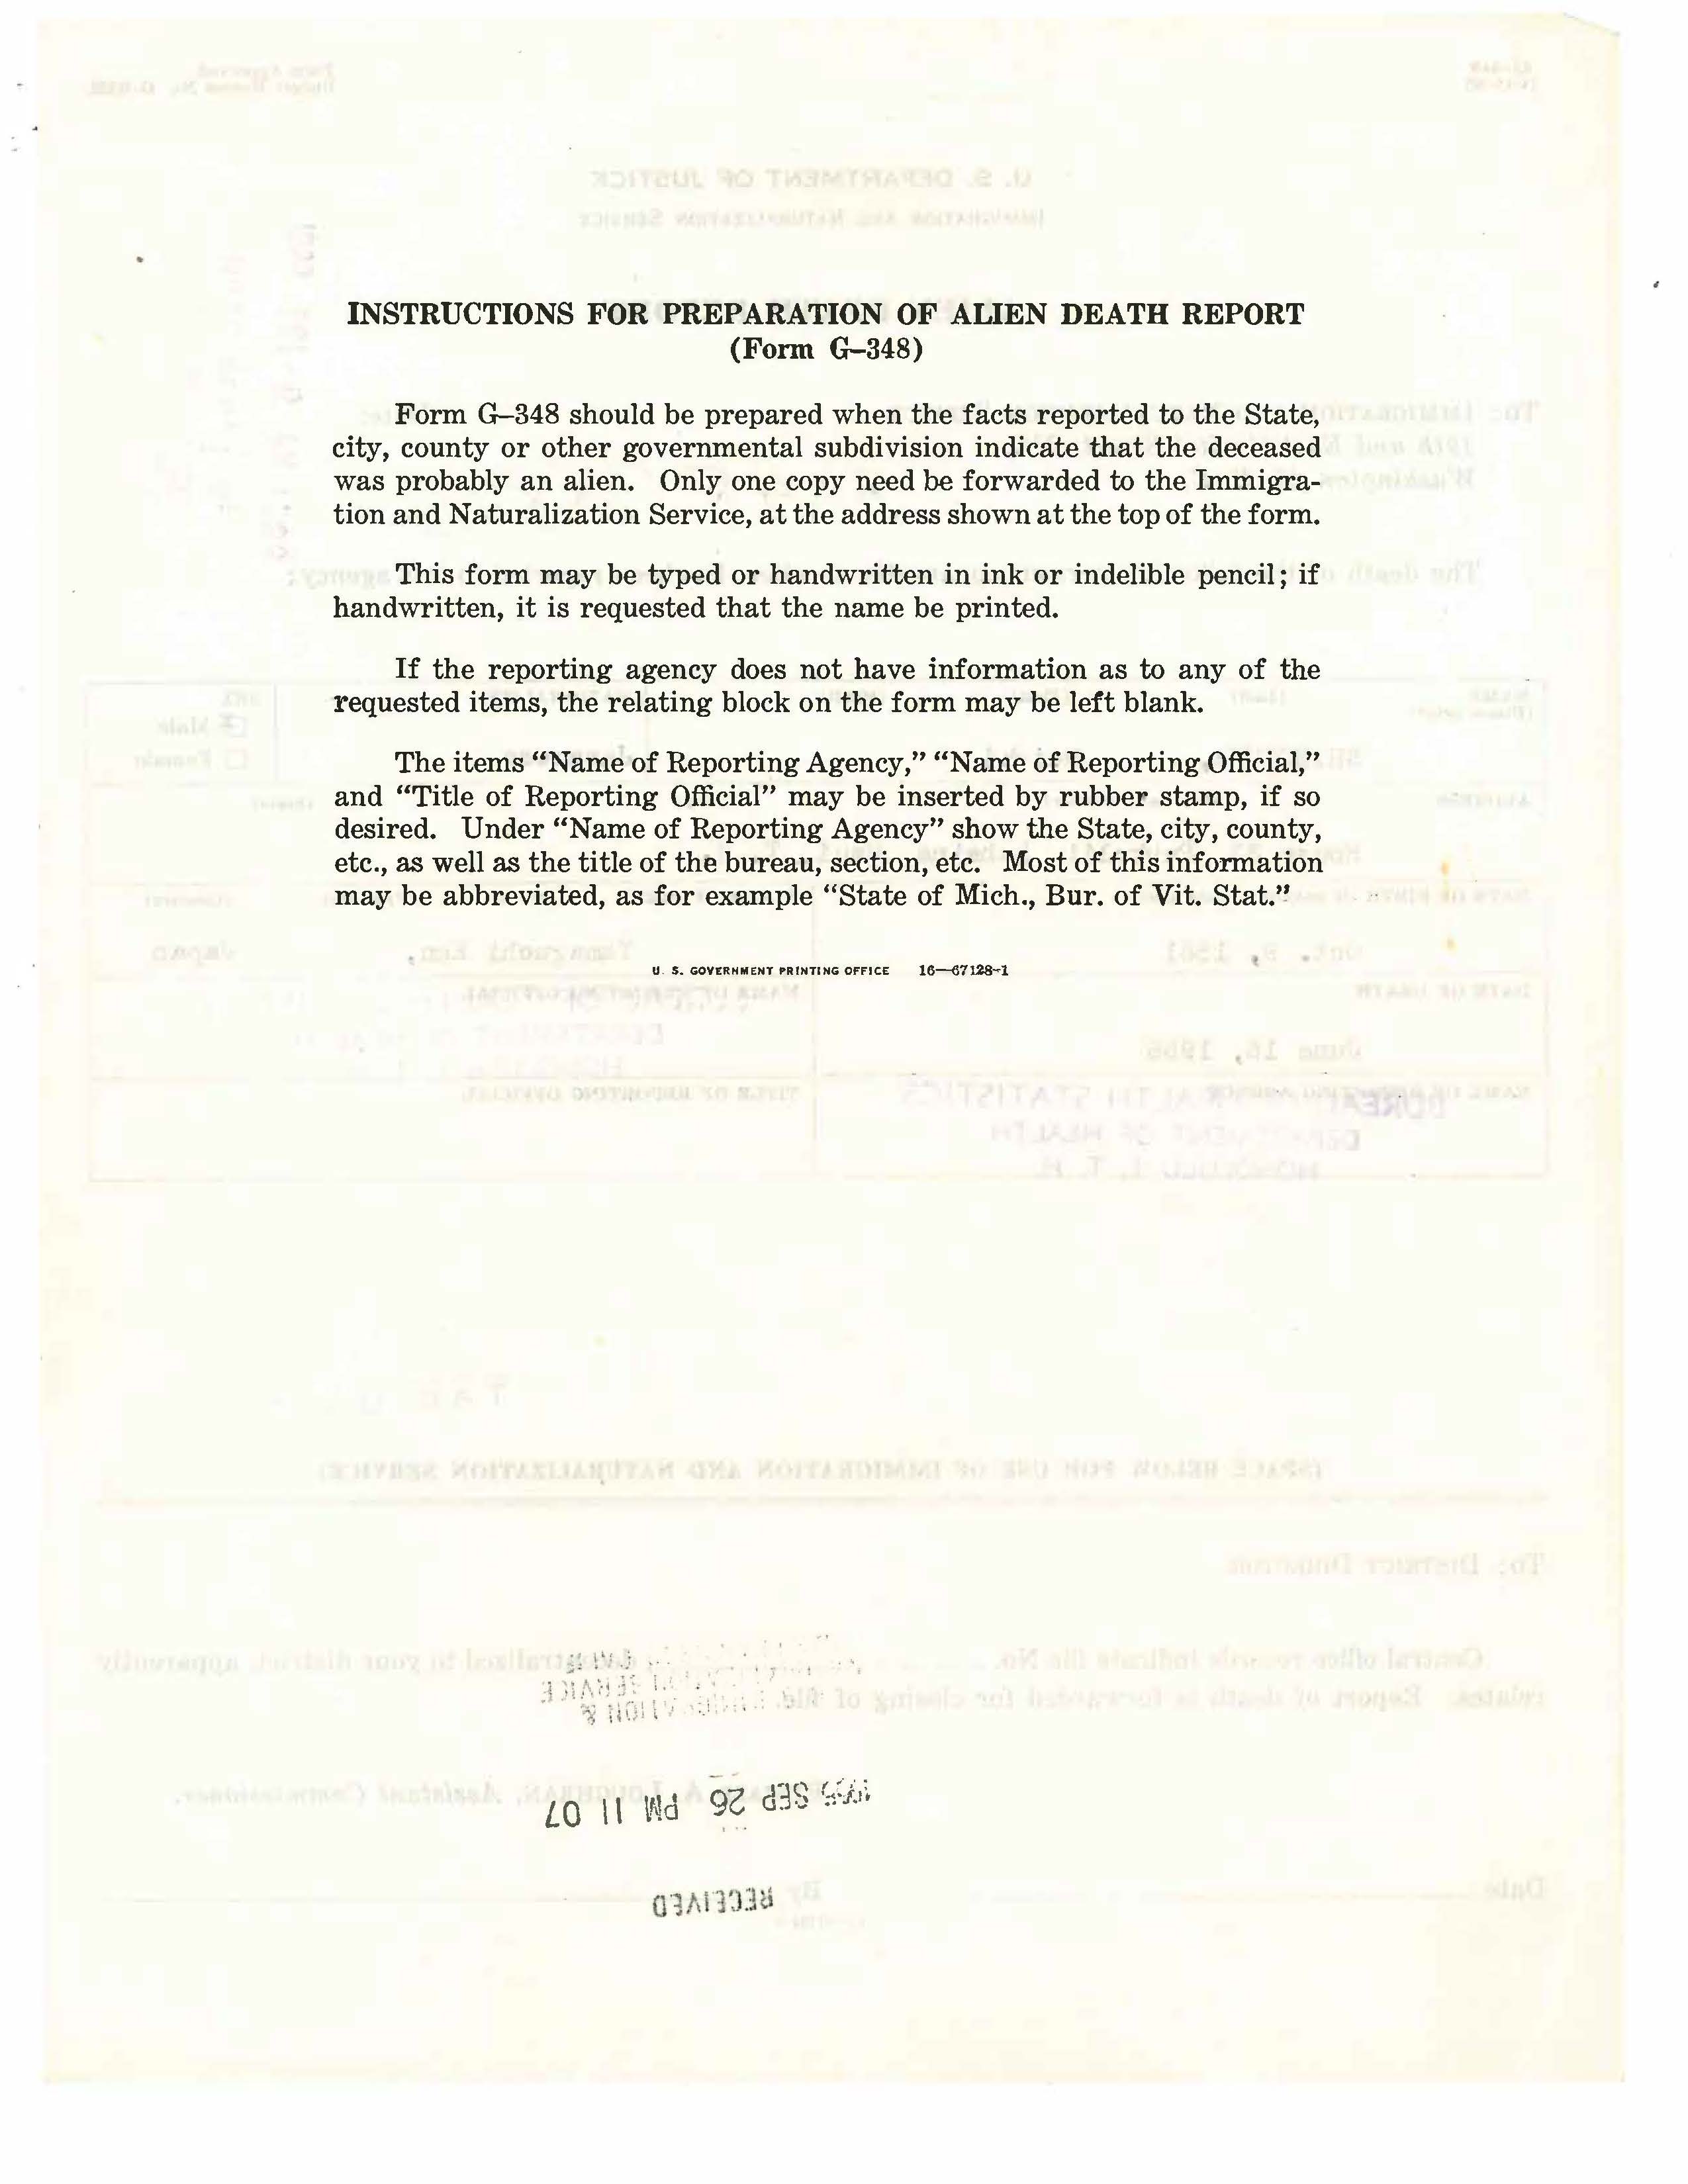 INSTRUCTIONS FOR PREPARATION OF ALIEN DEATH REPORT
(Form G–348)
Form G–348 should be prepared when the facts reported to the State,
city, county or other governmental subdivision indicate that the deceased
was probably an alien. Only one copy need be forwarded to the Immigra-
tion and Naturalization Service, at the address shown at the top of the form.
This form may be typed or handwritten in ink or indelible pencil; if
handwritten, it is requested that the name be printed.
If the reporting agency does not have information as to any of the
requested items, the relating block on the form may be left blank.
The items “Name of Reporting Agency,” “Name of Reporting Official,”
and “Title of Reporting Official” may be inserted by rubber stamp, if so
desired. Under “Name of Reporting Agency” show the State, city, county,
etc., as well as the title of the bureau, section, etc. Most of this information
may be abbreviated, as for example “State of Mich., Bur. of Vit. Stat.”
U. S. GOVERNMENT PRINTING OFFICE 16—67128-1
SERVICE
IMMIGRATION &
SEP 26 PM 11 07
RECEIVED